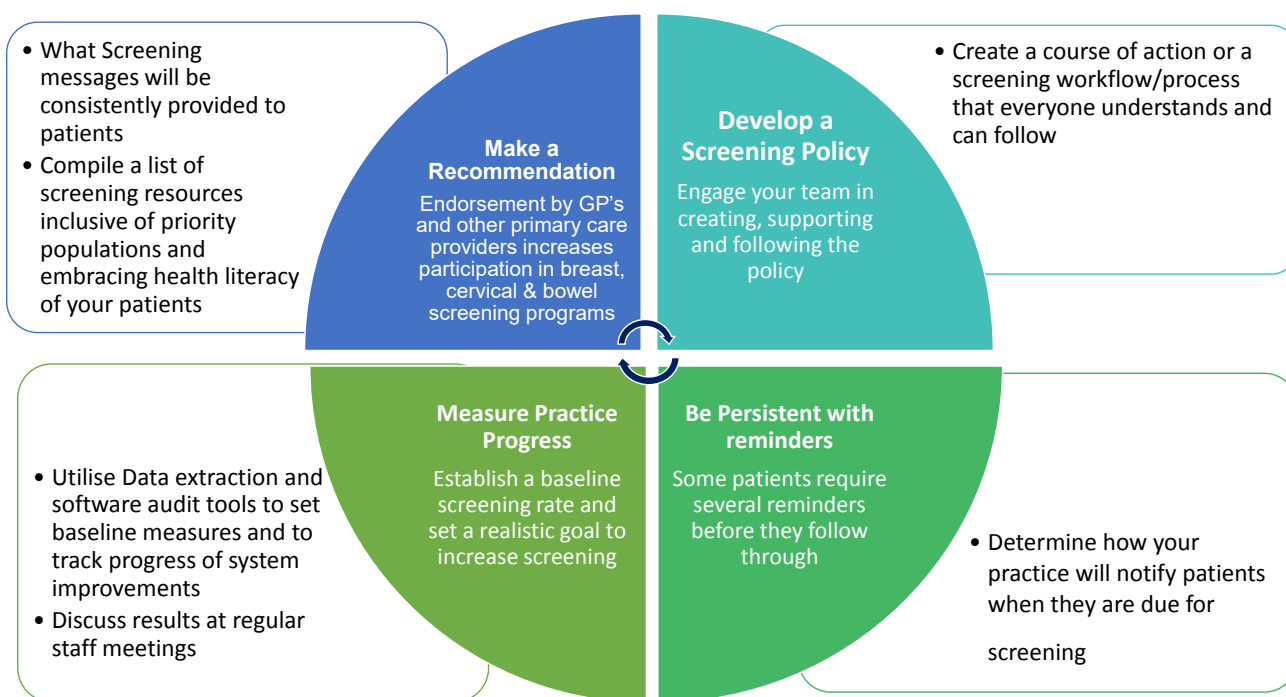 • What Screening
messages will be
consistently provided to
patients
• Compile a list of
screening resources
inclusive of priority
populations and
embracing health literacy
of your patients
Make a
Recommendation
Endorsement by GP's
and other primary care
providers increases
participation in breast,
cervical & bowel
screening programs
Develop a
Screening Policy
Engage your team in
creating, supporting
and following the
policy
• Create a course of action or a
screening workflow/process
that everyone understands and
can follow
• Utilise Data extraction and
software audit tools to set
baseline measures and to
track progress of system
improvements
• Discuss results at regular
staff meetings
Measure Practice
Progress
Establish a baseline
screening rate and
set a realistic goal to
increase screening
Be Persistent with
reminders
Some patients require
several reminders
before they follow
through
• Determine how your
practice will notify patients
when they are due for
screening